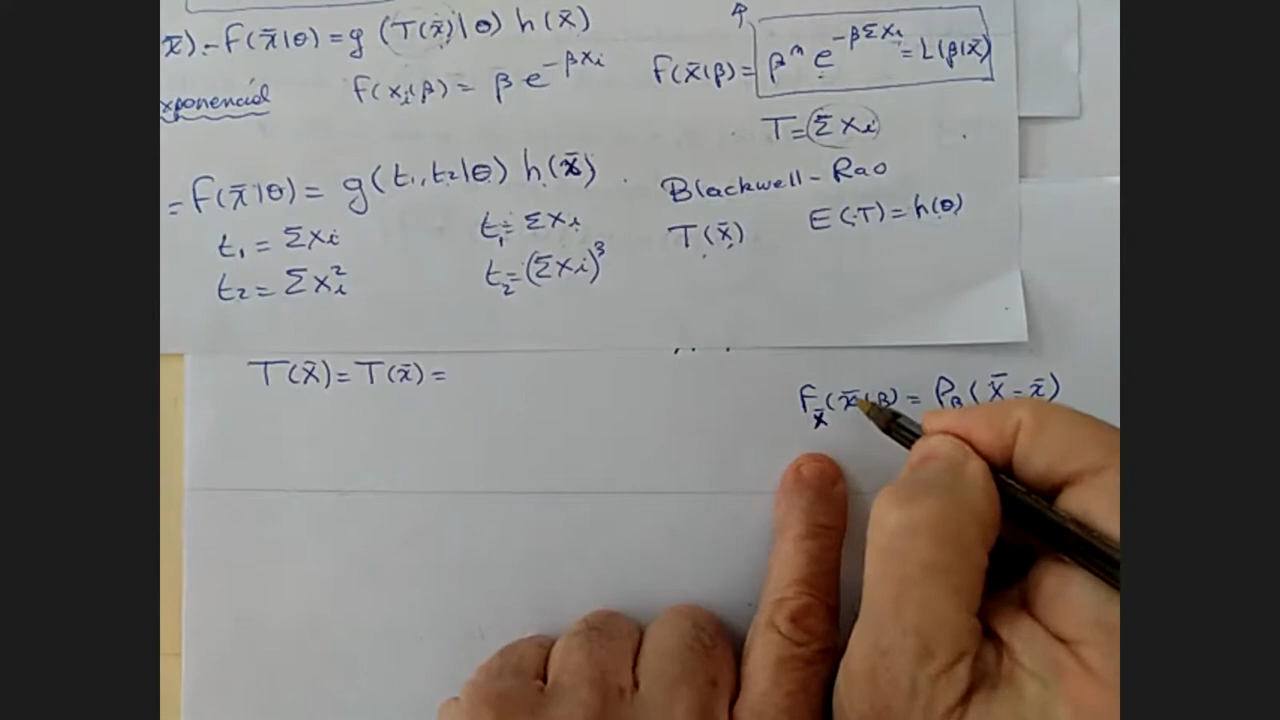 x̄) = f(x̄|θ) = g (T(x̄)|θ) h(x̄)
xponencial f(xᵢ|β) = β e^{-βxᵢ}
f(x̄|β) = βⁿ e^{-βΣxᵢ} = L(β|x̄)
T = Σxᵢ
= f(x̄|θ) = g(t₁, t₂|θ) h(x̄)
t₁ = Σxᵢ
t₂ = Σxᵢ²
t₁ = Σxᵢ
t₂ = (Σxᵢ)³
Blackwell - Rao
T(x̄) E(T) = h(θ)
T(X̄) = T(x̄) =
f_X̄(x̄|β) = P_β(X̄ = x̄)